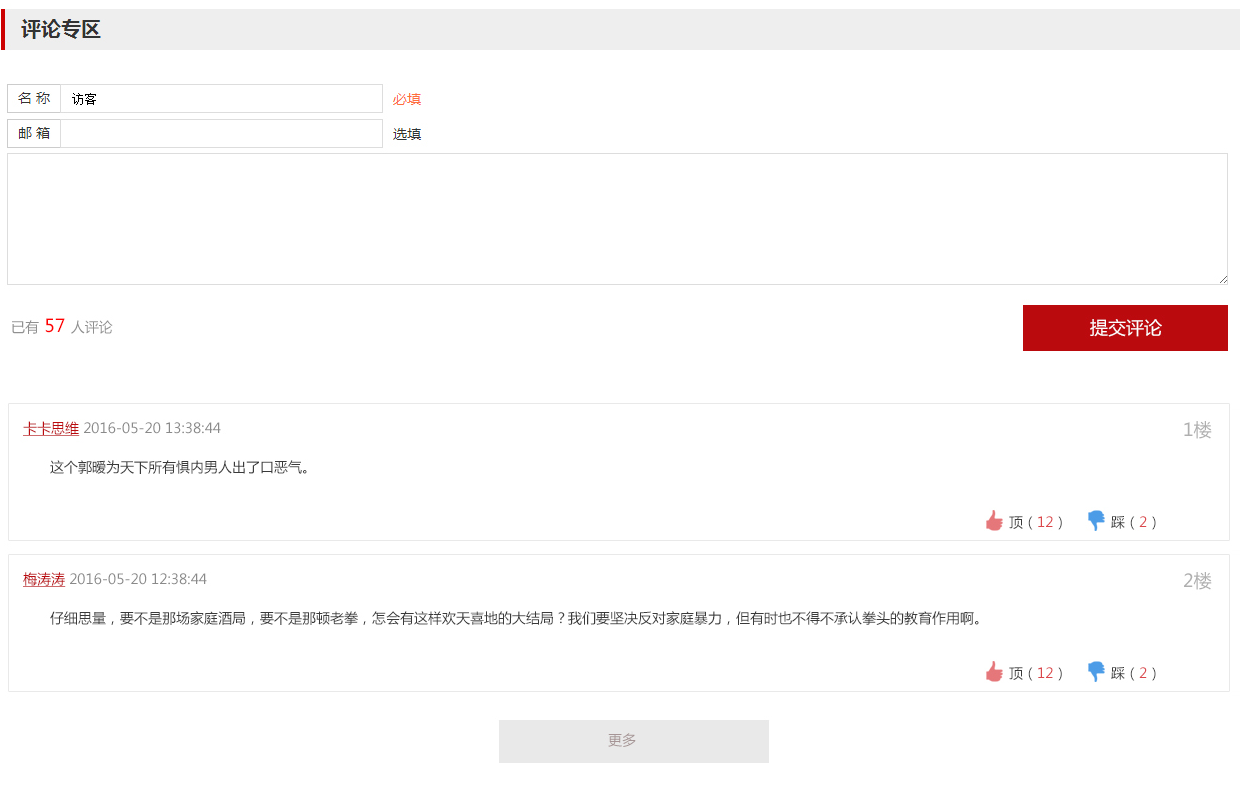 评论专区
名 称 访客 必填
邮 箱 选填
已有 57 人评论 提交评论
卡卡思维 2016-05-20 13:38:44 1楼
这个郭暖为天下所有惧内男人出了口恶气。
顶 ( 12 ) 踩 ( 2 )
梅涛涛 2016-05-20 12:38:44 2楼
仔细思量，要不是那场家庭酒局，要不是那顿老拳，怎会有这样欢天喜地的大结局？我们要坚决反对家庭暴力，但有时也不得不承认拳头的教育作用啊。
顶 ( 12 ) 踩 ( 2 )
更多